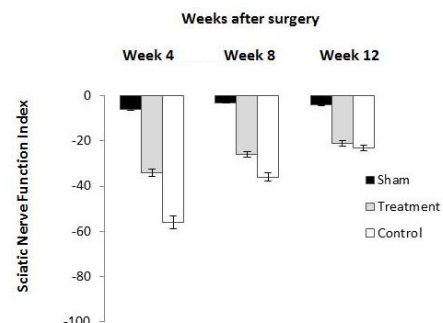 Weeks after surgery
Week 4 Week 8 Week 12
Sciatic Nerve Function Index
0
-20
-40
-60
-80
-100
Sham
Treatment
Control